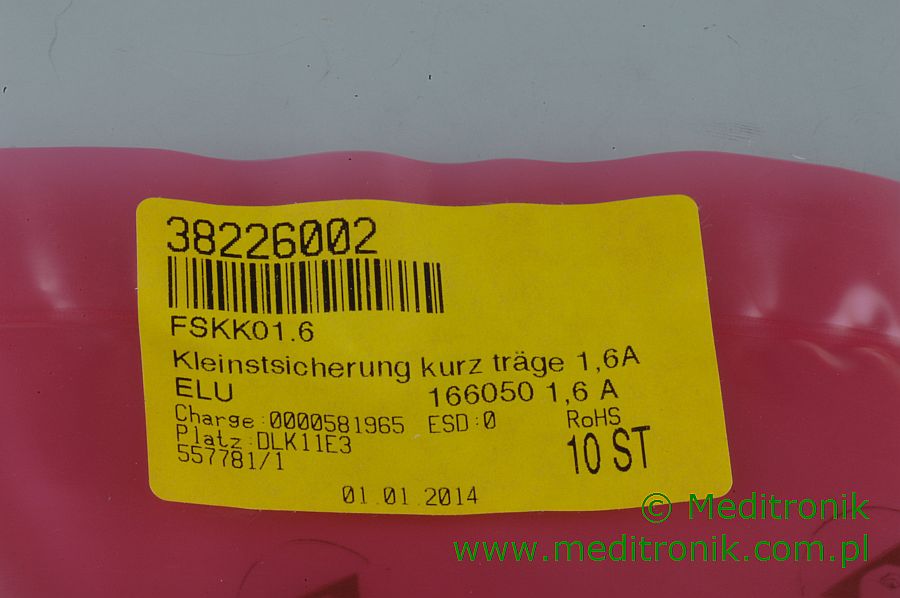 38226002
FSKK01.6
Kleinstsicherung kurz träge 1,6A
ELU 166050 1,6 A
Charge:0000581965 ESD:0 RoHS
Platz:DLK11E3 10 ST
557781/1
01.01.2014
© Meditronik
www.meditronik.com.pl